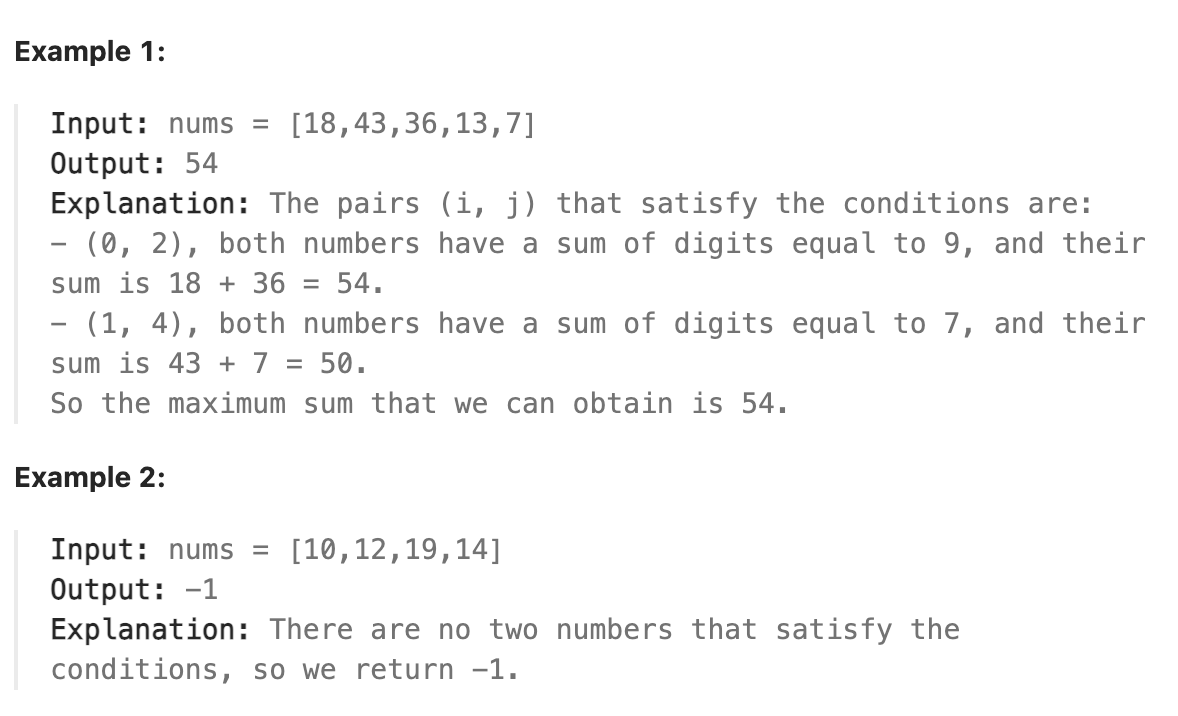 Example 1:
Input: nums = [18,43,36,13,7]
Output: 54
Explanation: The pairs (i, j) that satisfy the conditions are:
- (0, 2), both numbers have a sum of digits equal to 9, and their
sum is 18 + 36 = 54.
- (1, 4), both numbers have a sum of digits equal to 7, and their
sum is 43 + 7 = 50.
So the maximum sum that we can obtain is 54.
Example 2:
Input: nums = [10,12,19,14]
Output: -1
Explanation: There are no two numbers that satisfy the
conditions, so we return -1.